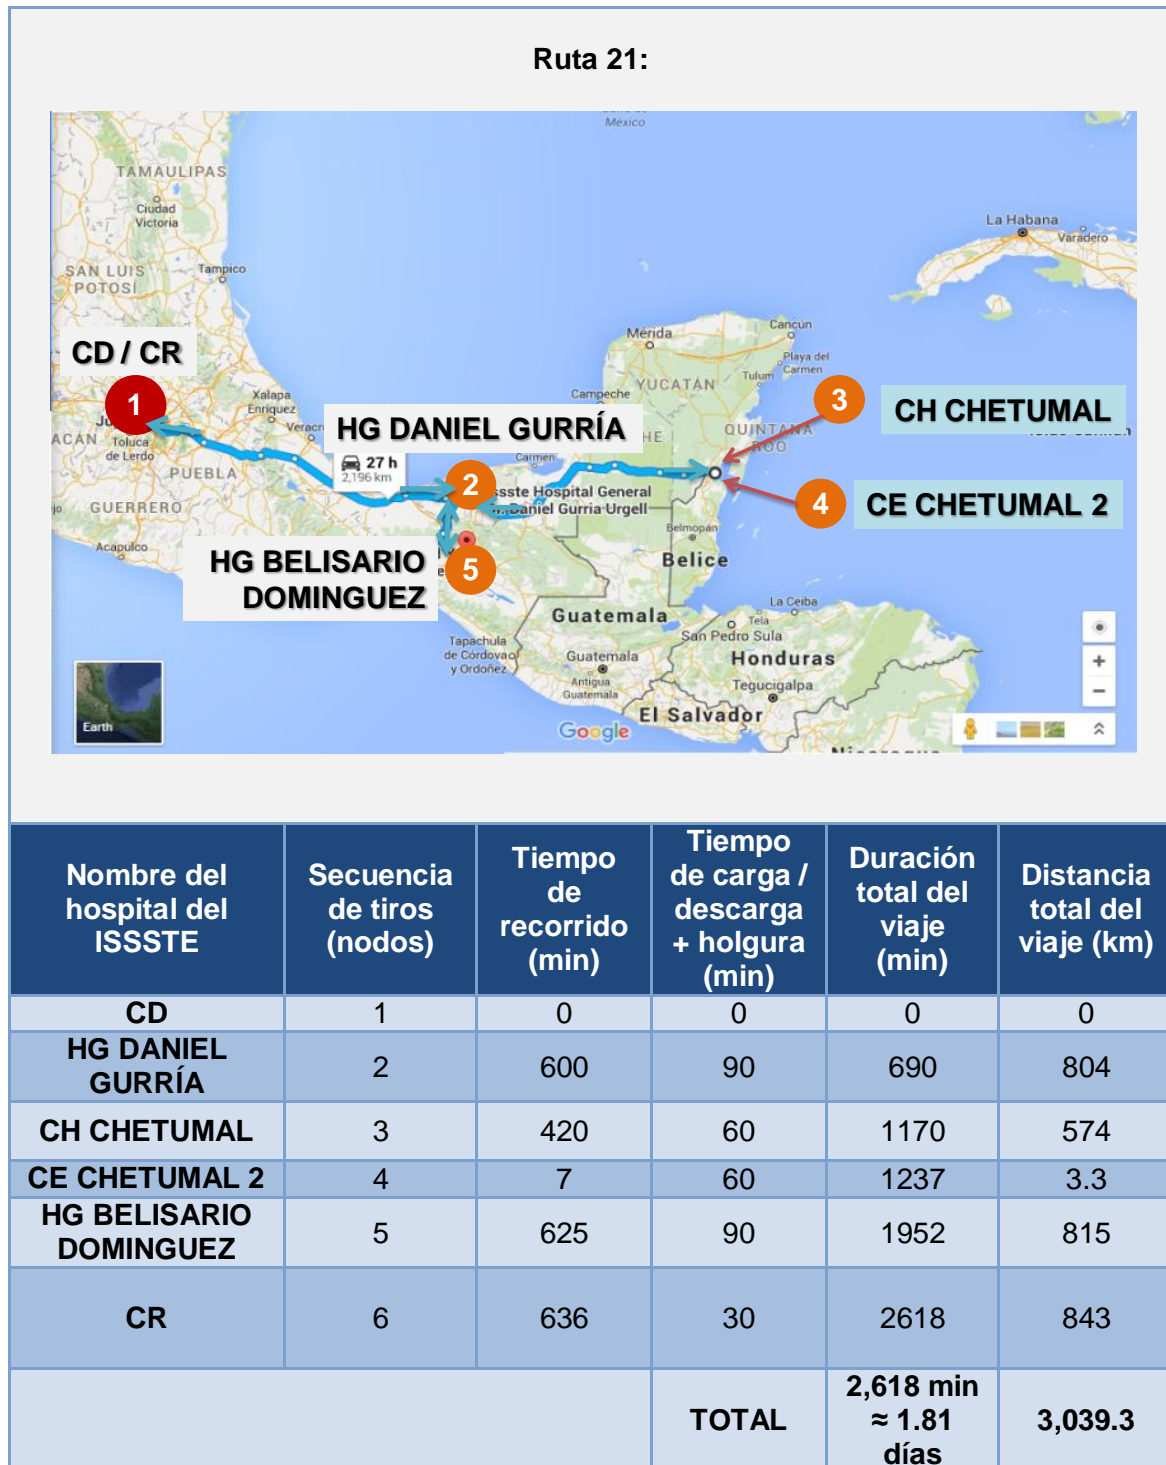 Ruta 21:
México
TAMAULIPAS
Ciudad
Victoria
La Habana
Varadero
SAN LUIS
POTOSÍ
Tampico
Mérida
Cancún
CD / CR
Playa del
Carmen
Tulum
YUCATÁN
Campeche
1
3
CH CHETUMAL
Xalapa
Enríquez
HG DANIEL GURRÍA
QUINTANA
ROO
Toluca
de Lerdo
27 h
2,196 km
Carmen
PUEBLA
2
Hospital General
Daniel Gurria Urgell
4
CE CHETUMAL 2
GUERRERO
Belmopán
Acapulco
HG BELISARIO
DOMINGUEZ
5
Belice
La Ceiba
Guatemala
Tela
San Pedro Sula
Tapachula
de Córdova
y Ordoñez
Guatemala
Honduras
Antigua
Guatemala
Tegucigalpa
El Salvador
Earth
Google
Nicaragua
Nombre del hospital del ISSSTE | Secuencia de tiros (nodos) | Tiempo de recorrido (min) | Tiempo de carga / descarga + holgura (min) | Duración total del viaje (min) | Distancia total del viaje (km)
CD | 1 | 0 | 0 | 0 | 0
HG DANIEL GURRÍA | 2 | 600 | 90 | 690 | 804
CH CHETUMAL | 3 | 420 | 60 | 1170 | 574
CE CHETUMAL 2 | 4 | 7 | 60 | 1237 | 3.3
HG BELISARIO DOMINGUEZ | 5 | 625 | 90 | 1952 | 815
CR | 6 | 636 | 30 | 2618 | 843
TOTAL | 2,618 min ≈ 1.81 días | 3,039.3